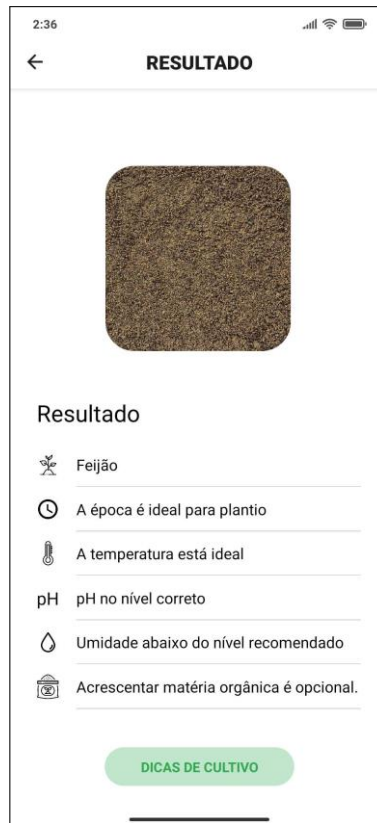 2:36
RESULTADO
Resultado
Feijão
A época é ideal para plantio
A temperatura está ideal
pH pH no nível correto
Umidade abaixo do nível recomendado
Acrescentar matéria orgânica é opcional.
DICAS DE CULTIVO